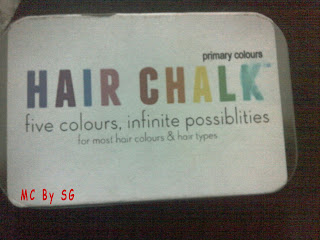 primary colours
HAIR CHALK
five colours, infinite possiblities
for most hair colours & hair types
MC By SG